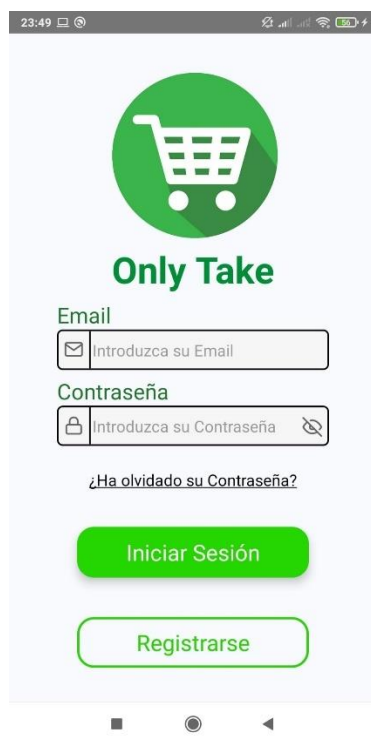 23:49
56
Only Take
Email
Introduzca su Email
Contraseña
Introduzca su Contraseña
¿Ha olvidado su Contraseña?
Iniciar Sesión
Registrarse